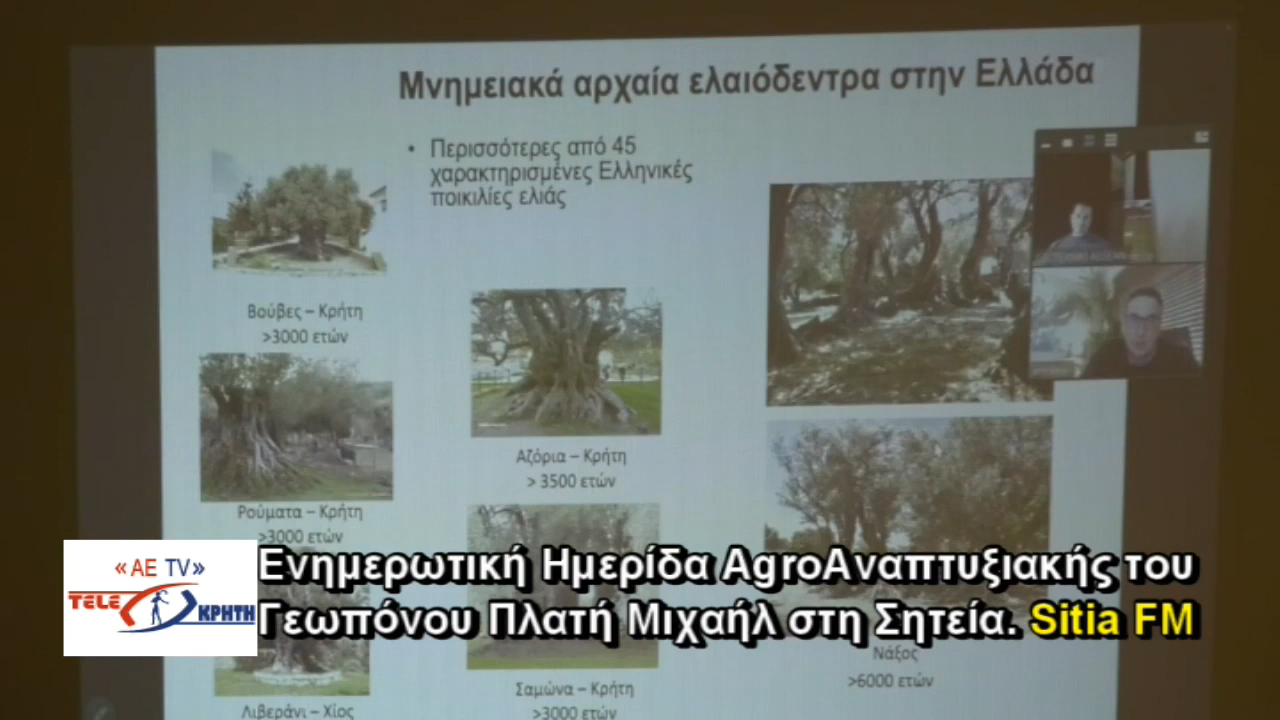 Μνημειακά αρχαία ελαιόδεντρα στην Ελλάδα
• Περισσότερες από 45
χαρακτηρισμένες Ελληνικές
ποικιλίες ελιάς
Βούβες – Κρήτη
>3000 ετών
Αζόρια – Κρήτη
> 3500 ετών
Ρούματα – Κρήτη
>3000 ετών
«AE TV»
TELE ΚΡΗΤΗ
Ενημερωτική Ημερίδα AgroΑναπτυξιακής του
Γεωπόνου Πλατή Μιχαήλ στη Σητεία. Sitia FM
Νάξος
>6000 ετών
Σαμώνα – Κρήτη
>3000 ετών
Λιβεράνι – Χίος